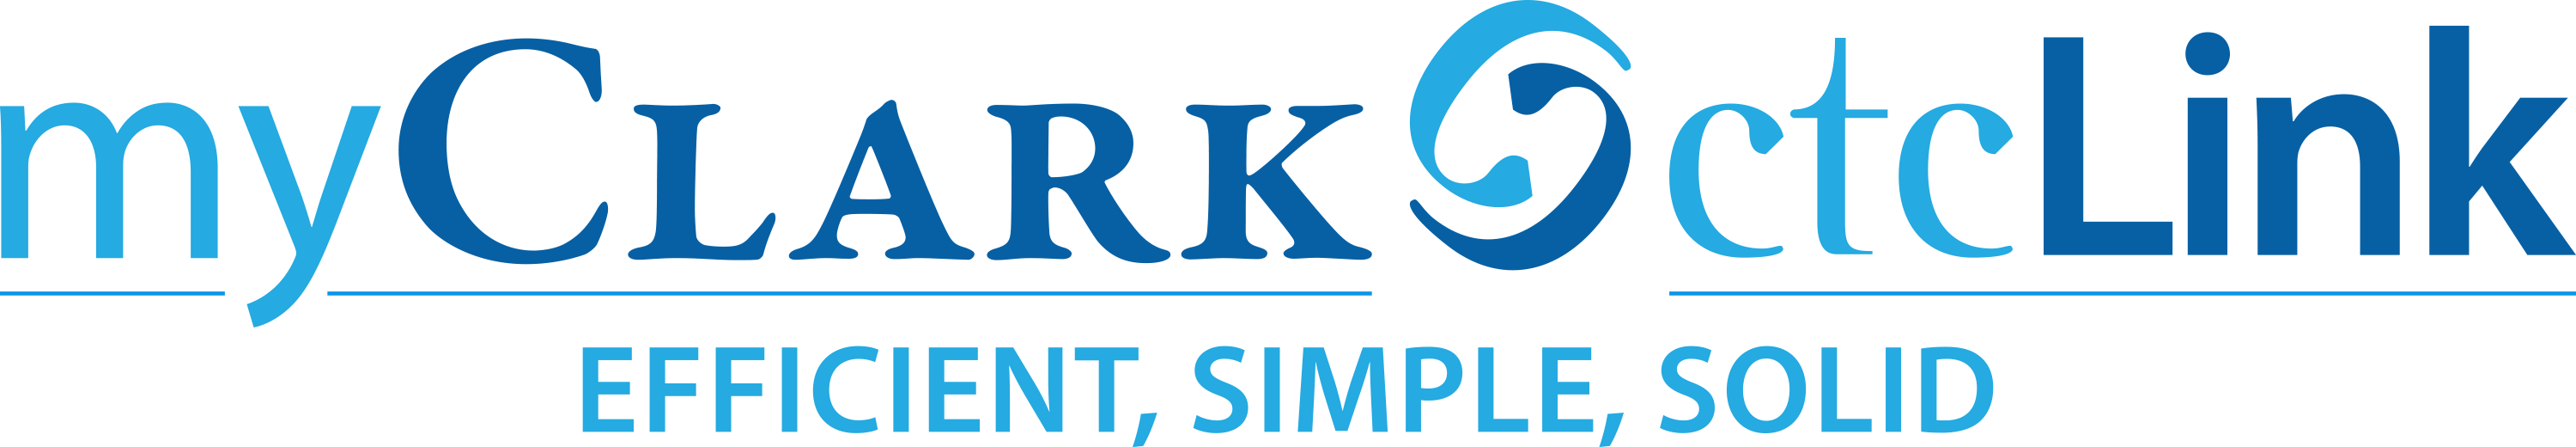 myClark ctcLink
EFFICIENT, SIMPLE, SOLID